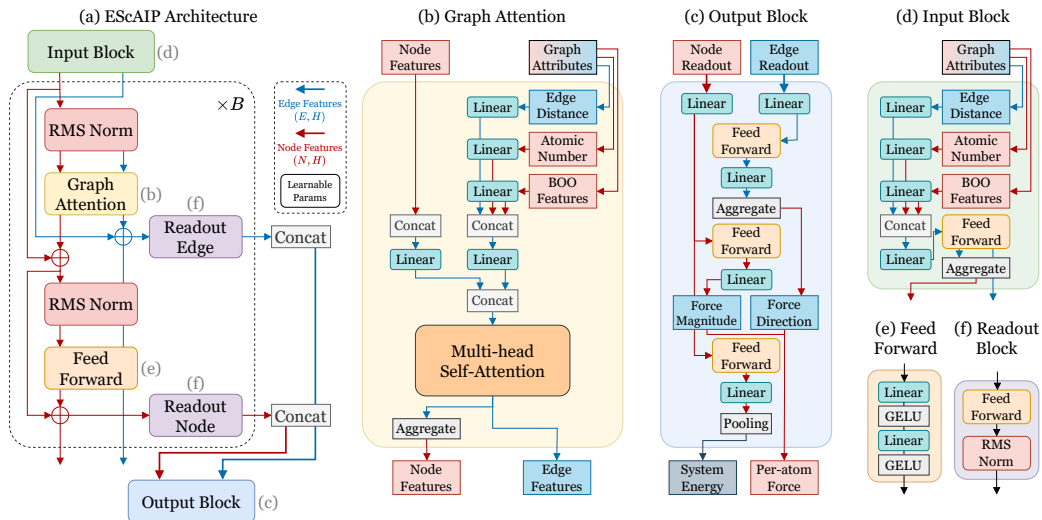 (a) EScAIP Architecture
Input Block
(d)
×B
RMS Norm
Graph
Attention
(b)
(f)
Readout
Edge
Concat
RMS Norm
Feed
Forward
(e)
(f)
Readout
Node
Concat
Output Block
(c)
Edge Features
(E, H)
Node Features
(N, H)
Learnable
Params
(b) Graph Attention
Node
Features
Graph
Attributes
Linear
Edge
Distance
Linear
Atomic
Number
Linear
BOO
Features
Concat
Concat
Linear
Linear
Concat
Multi-head
Self-Attention
Aggregate
Node
Features
Edge
Features
(c) Output Block
Node
Readout
Edge
Readout
Linear
Linear
Feed
Forward
Linear
Aggregate
Feed
Forward
Linear
Force
Magnitude
Force
Direction
Feed
Forward
Linear
Pooling
System
Energy
Per-atom
Force
(d) Input Block
Graph
Attributes
Linear
Edge
Distance
Linear
Atomic
Number
Linear
BOO
Features
Concat
Feed
Forward
Linear
Aggregate
(e) Feed
Forward
Linear
GELU
Linear
GELU
(f) Readout
Block
Feed
Forward
RMS
Norm